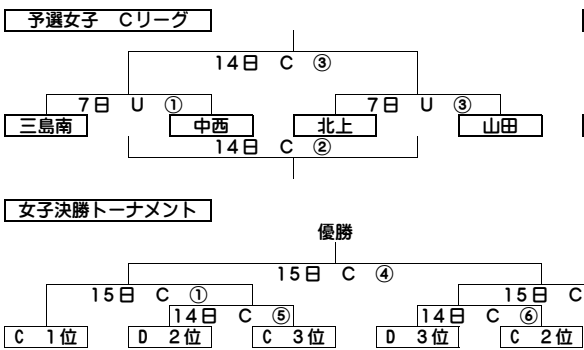 予選女子　Cリーグ
14日　C　③
7日　U　①
7日　U　③
三島南　中西　北上　山田
14日　C　②
女子決勝トーナメント
優勝
15日　C　④
15日　C　①
15日　C
14日　C　⑤
14日　C　⑥
C　1位　D　2位　C　3位　D　3位　C　2位